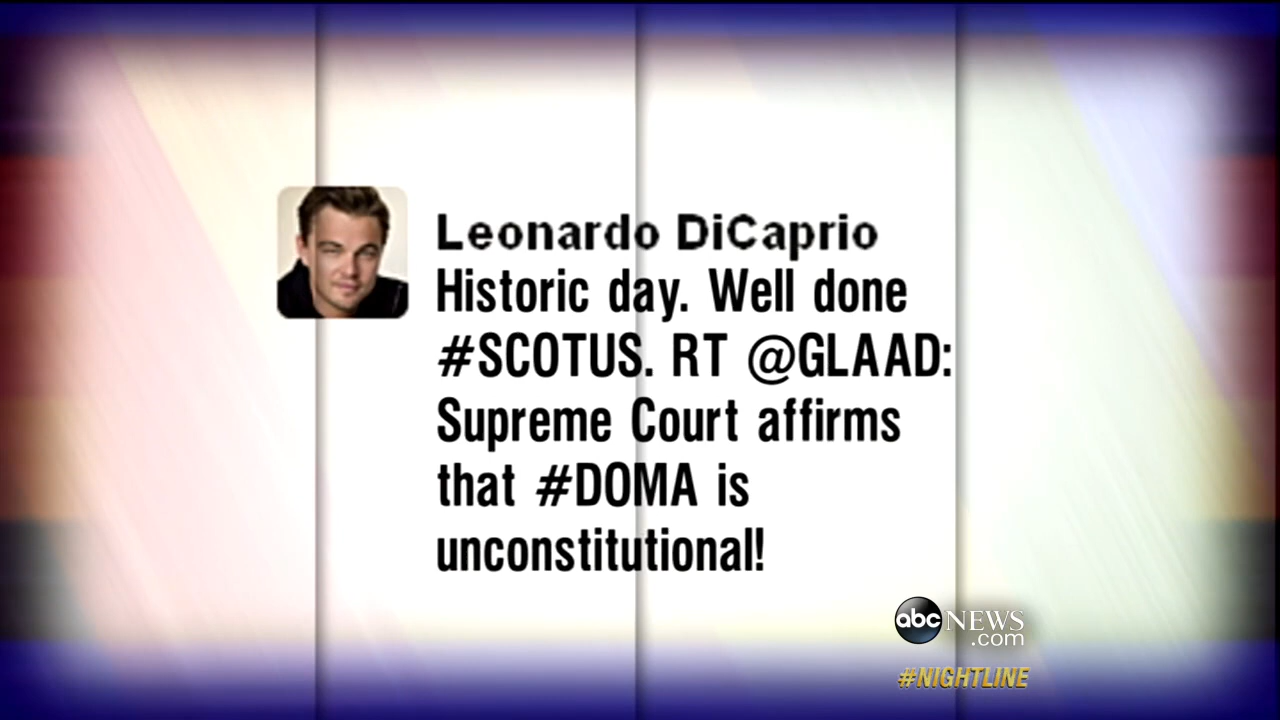 Leonardo DiCaprio
Historic day. Well done
#SCOTUS. RT @GLAAD:
Supreme Court affirms
that #DOMA is
unconstitutional!
abc NEWS
.com
#NIGHTLINE